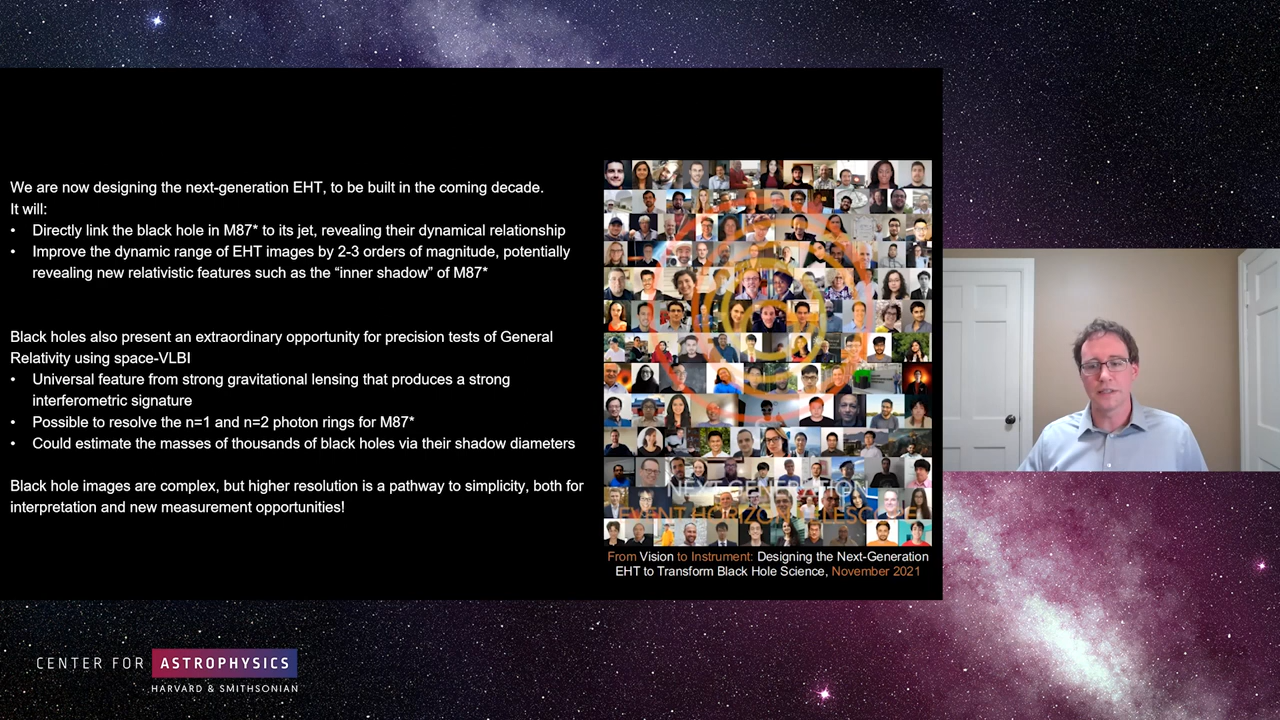 We are now designing the next-generation EHT, to be built in the coming decade.
It will:
• Directly link the black hole in M87* to its jet, revealing their dynamical relationship
• Improve the dynamic range of EHT images by 2-3 orders of magnitude, potentially
revealing new relativistic features such as the “inner shadow” of M87*
Black holes also present an extraordinary opportunity for precision tests of General
Relativity using space-VLBI
• Universal feature from strong gravitational lensing that produces a strong
interferometric signature
• Possible to resolve the n=1 and n=2 photon rings for M87*
• Could estimate the masses of thousands of black holes via their shadow diameters
Black hole images are complex, but higher resolution is a pathway to simplicity, both for
interpretation and new measurement opportunities!
NEXT GENERATION
EVENT HORIZON TELESCOPE
From Vision to Instrument: Designing the Next-Generation
EHT to Transform Black Hole Science, November 2021
CENTER FOR ASTROPHYSICS
HARVARD & SMITHSONIAN